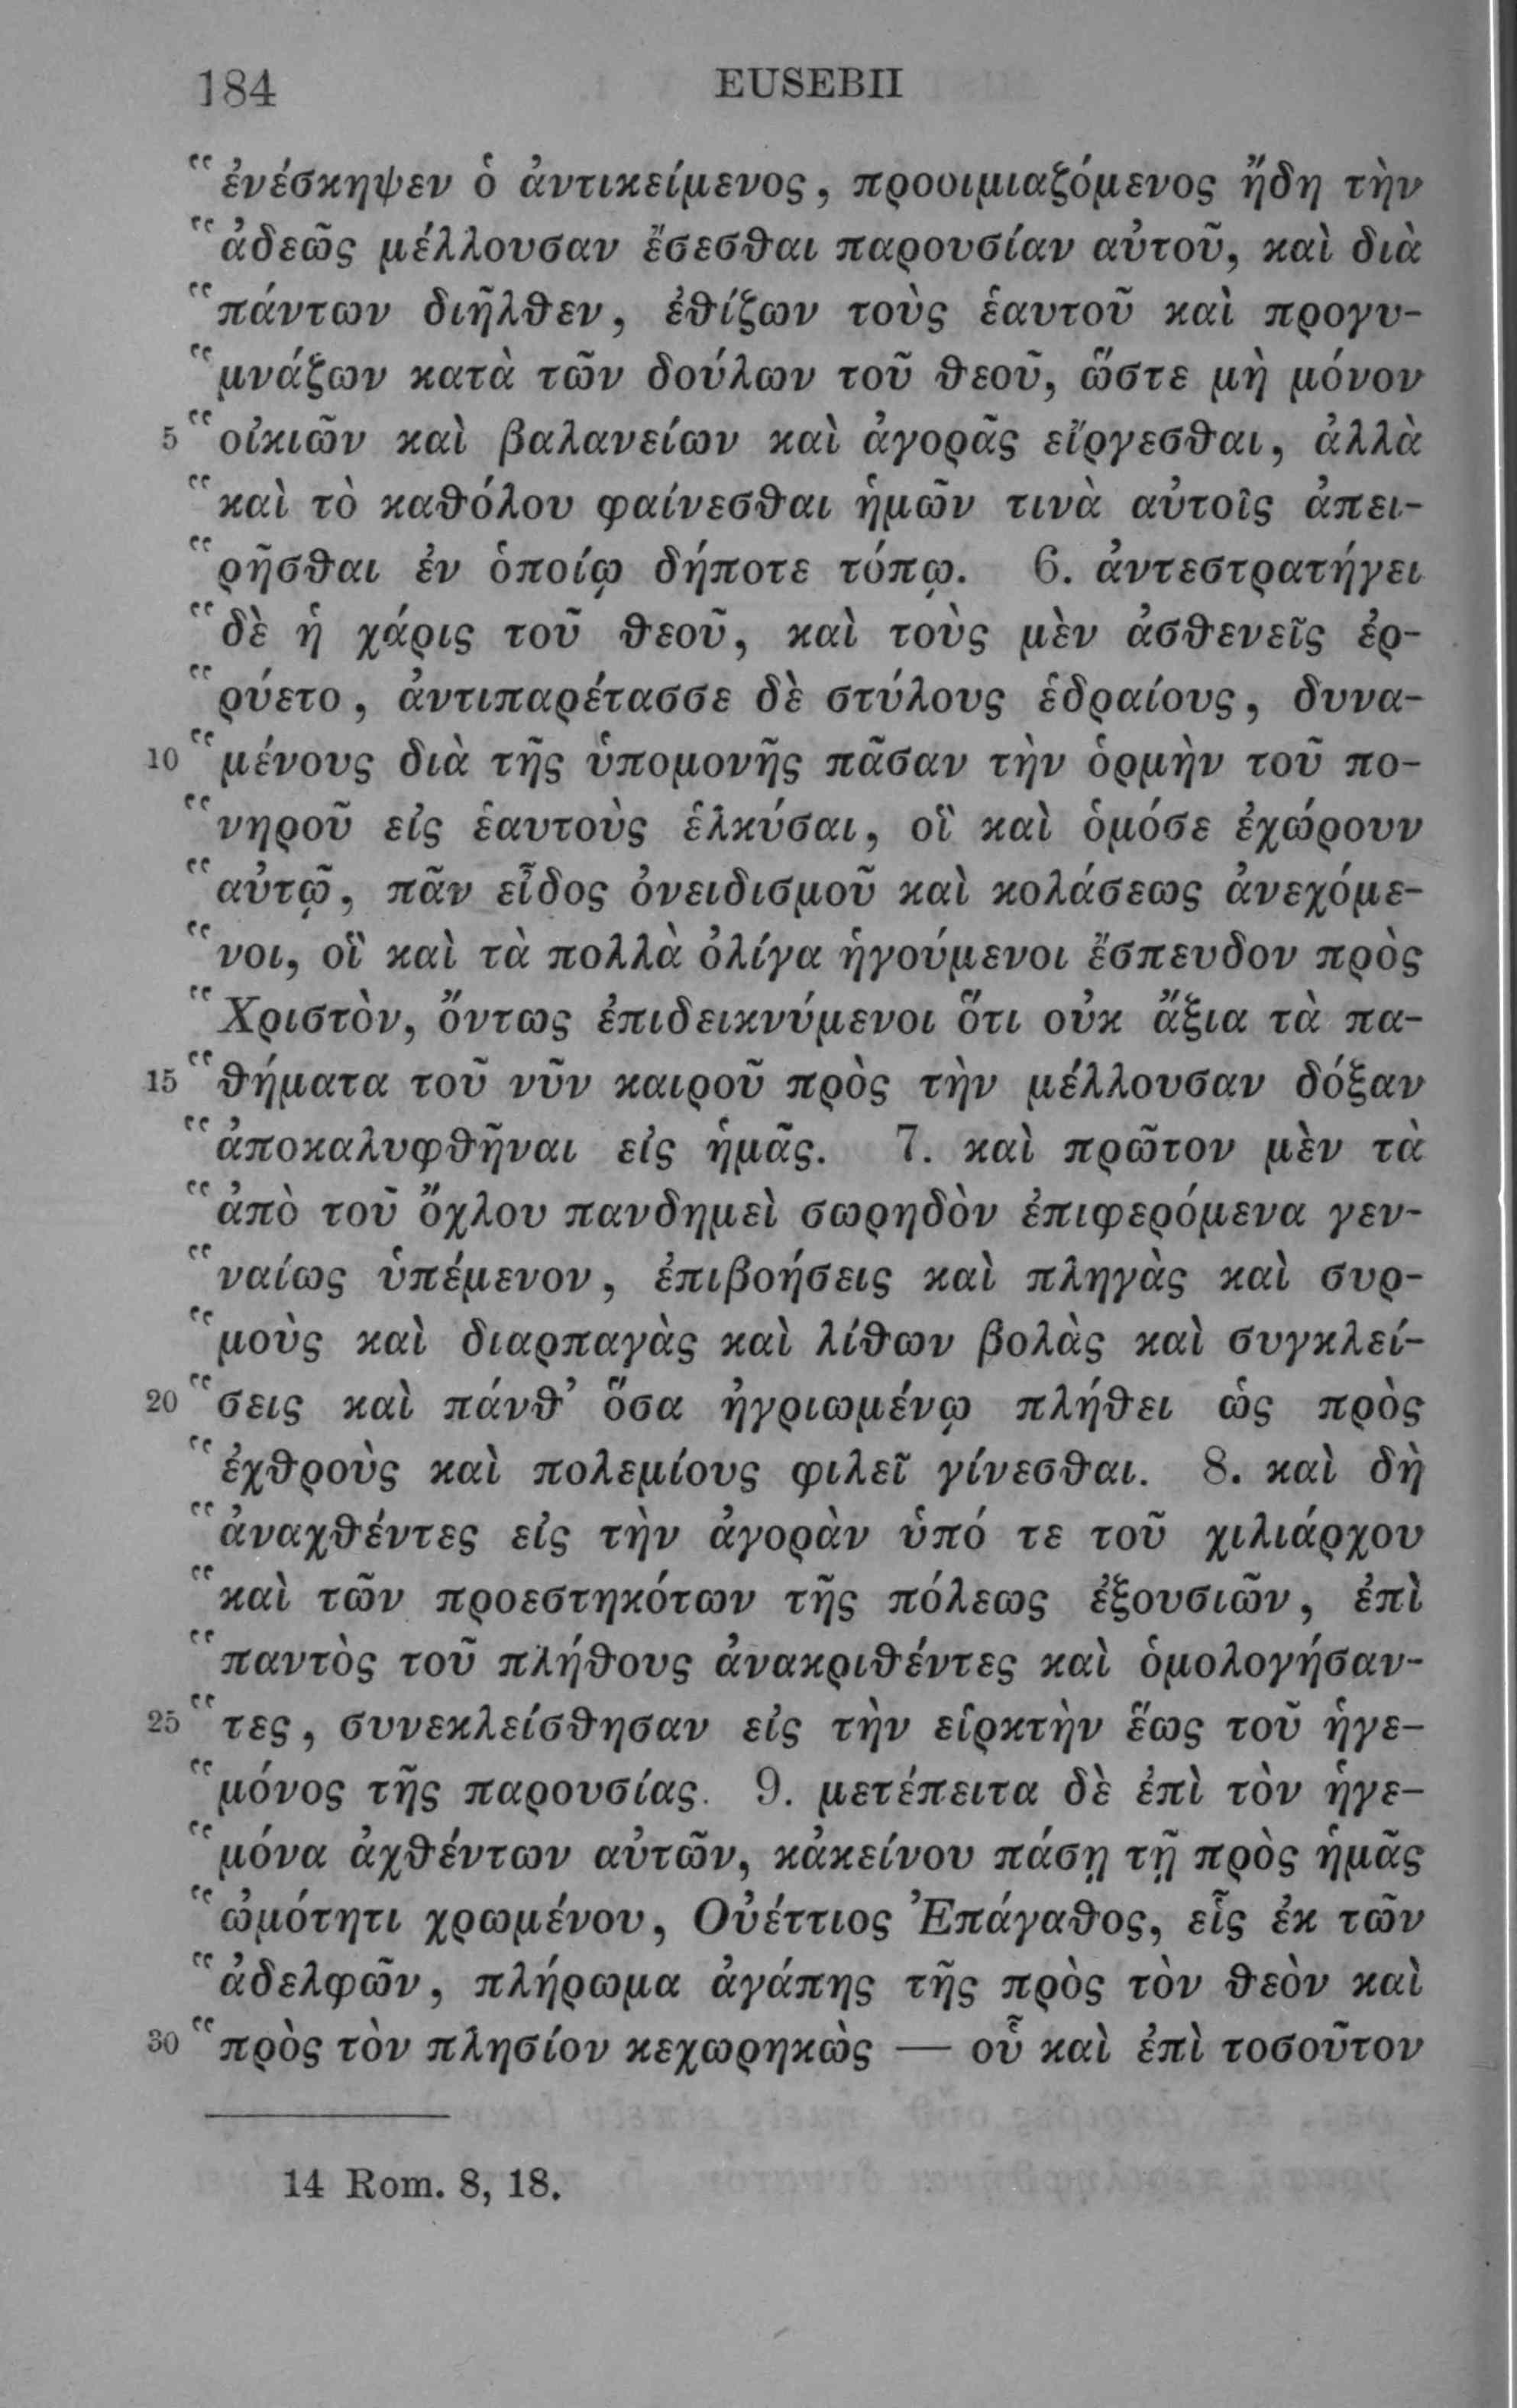 184 EUSEBII
“ἐνέσκηψεν ὁ ἀντικείμενος, προοιμιαζόμενος ἤδη τὴν
“ἀδεῶς μέλλουσαν ἔσεσθαι παρουσίαν αὐτοῦ, καὶ διὰ
“πάντων διῆλθεν, ἐθίζων τοὺς ἑαυτοῦ καὶ προγυ-
“μνάζων κατὰ τῶν δούλων τοῦ θεοῦ, ὥστε μὴ μόνον
5 “οἰκιῶν καὶ βαλανείων καὶ ἀγορᾶς εἴργεσθαι, ἀλλὰ
“καὶ τὸ καθόλου φαίνεσθαι ἡμῶν τινὰ αὐτοῖς ἀπει-
“ρῆσθαι ἐν ὁποίῳ δήποτε τόπῳ. 6. ἀντεστρατήγει
“δὲ ἡ χάρις τοῦ θεοῦ, καὶ τοὺς μὲν ἀσθενεῖς ἐρ-
“ρύετο, ἀντιπαρέτασσε δὲ στύλους ἑδραίους, δυνα-
10 “μένους διὰ τῆς ὑπομονῆς πᾶσαν τὴν ὁρμὴν τοῦ πο-
“νηροῦ εἰς ἑαυτοὺς ἑλκύσαι, οἳ καὶ ὁμόσε ἐχώρουν
“αὐτῷ, πᾶν εἶδος ὀνειδισμοῦ καὶ κολάσεως ἀνεχόμε-
“νοι, οἳ καὶ τὰ πολλὰ ὀλίγα ἡγούμενοι ἔσπευδον πρὸς
“Χριστὸν, ὄντως ἐπιδεικνύμενοι ὅτι οὐκ ἄξια τὰ πα-
15 “θήματα τοῦ νῦν καιροῦ πρὸς τὴν μέλλουσαν δόξαν
“ἀποκαλυφθῆναι εἰς ἡμᾶς. 7. καὶ πρῶτον μὲν τὰ
“ἀπὸ τοῦ ὄχλου πανδημεὶ σωρηδὸν ἐπιφερόμενα γεν-
“ναίως ὑπέμενον, ἐπιβοήσεις καὶ πληγὰς καὶ συρ-
“μοὺς καὶ διαρπαγὰς καὶ λίθων βολὰς καὶ συγκλεί-
20 “σεις καὶ πάνθ’ ὅσα ἠγριωμένῳ πλήθει ὡς πρὸς
“ἐχθροὺς καὶ πολεμίους φιλεῖ γίνεσθαι. 8. καὶ δὴ
“ἀναχθέντες εἰς τὴν ἀγορὰν ὑπό τε τοῦ χιλιάρχου
“καὶ τῶν προεστηκότων τῆς πόλεως ἐξουσιῶν, ἐπὶ
“παντὸς τοῦ πλήθους ἀνακριθέντες καὶ ὁμολογήσαν-
25 “τες, συνεκλείσθησαν εἰς τὴν εἱρκτὴν ἕως τοῦ ἡγε-
“μόνος τῆς παρουσίας. 9. μετέπειτα δὲ ἐπὶ τὸν ἡγε-
“μόνα ἀχθέντων αὐτῶν, κἀκείνου πάσῃ τῇ πρὸς ἡμᾶς
“ὠμότητι χρωμένου, Οὐέττιος Ἐπάγαθος, εἷς ἐκ τῶν
“ἀδελφῶν, πλήρωμα ἀγάπης τῆς πρὸς τὸν θεὸν καὶ
30 “πρὸς τὸν πλησίον κεχωρηκὼς — οὗ καὶ ἐπὶ τοσοῦτον
14 Rom. 8, 18.